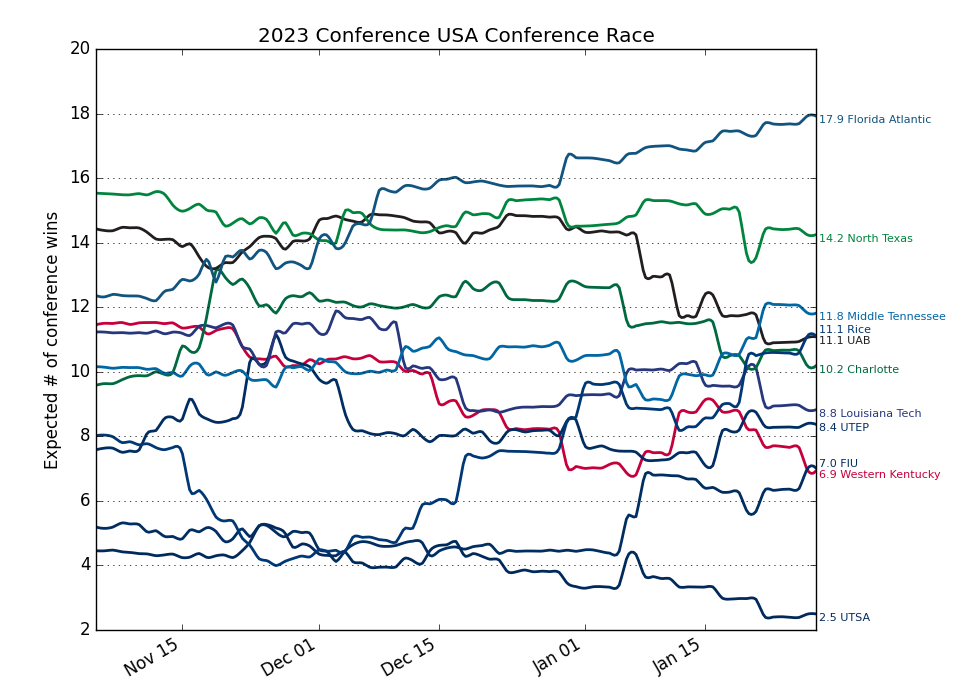 2023 Conference USA Conference Race
Expected # of conference wins
20
18
16
14
12
10
8
6
4
2
17.9 Florida Atlantic
14.2 North Texas
11.8 Middle Tennessee
11.1 Rice
11.1 UAB
10.2 Charlotte
8.8 Louisiana Tech
8.4 UTEP
7.0 FIU
6.9 Western Kentucky
2.5 UTSA
Nov 15
Dec 01
Dec 15
Jan 01
Jan 15